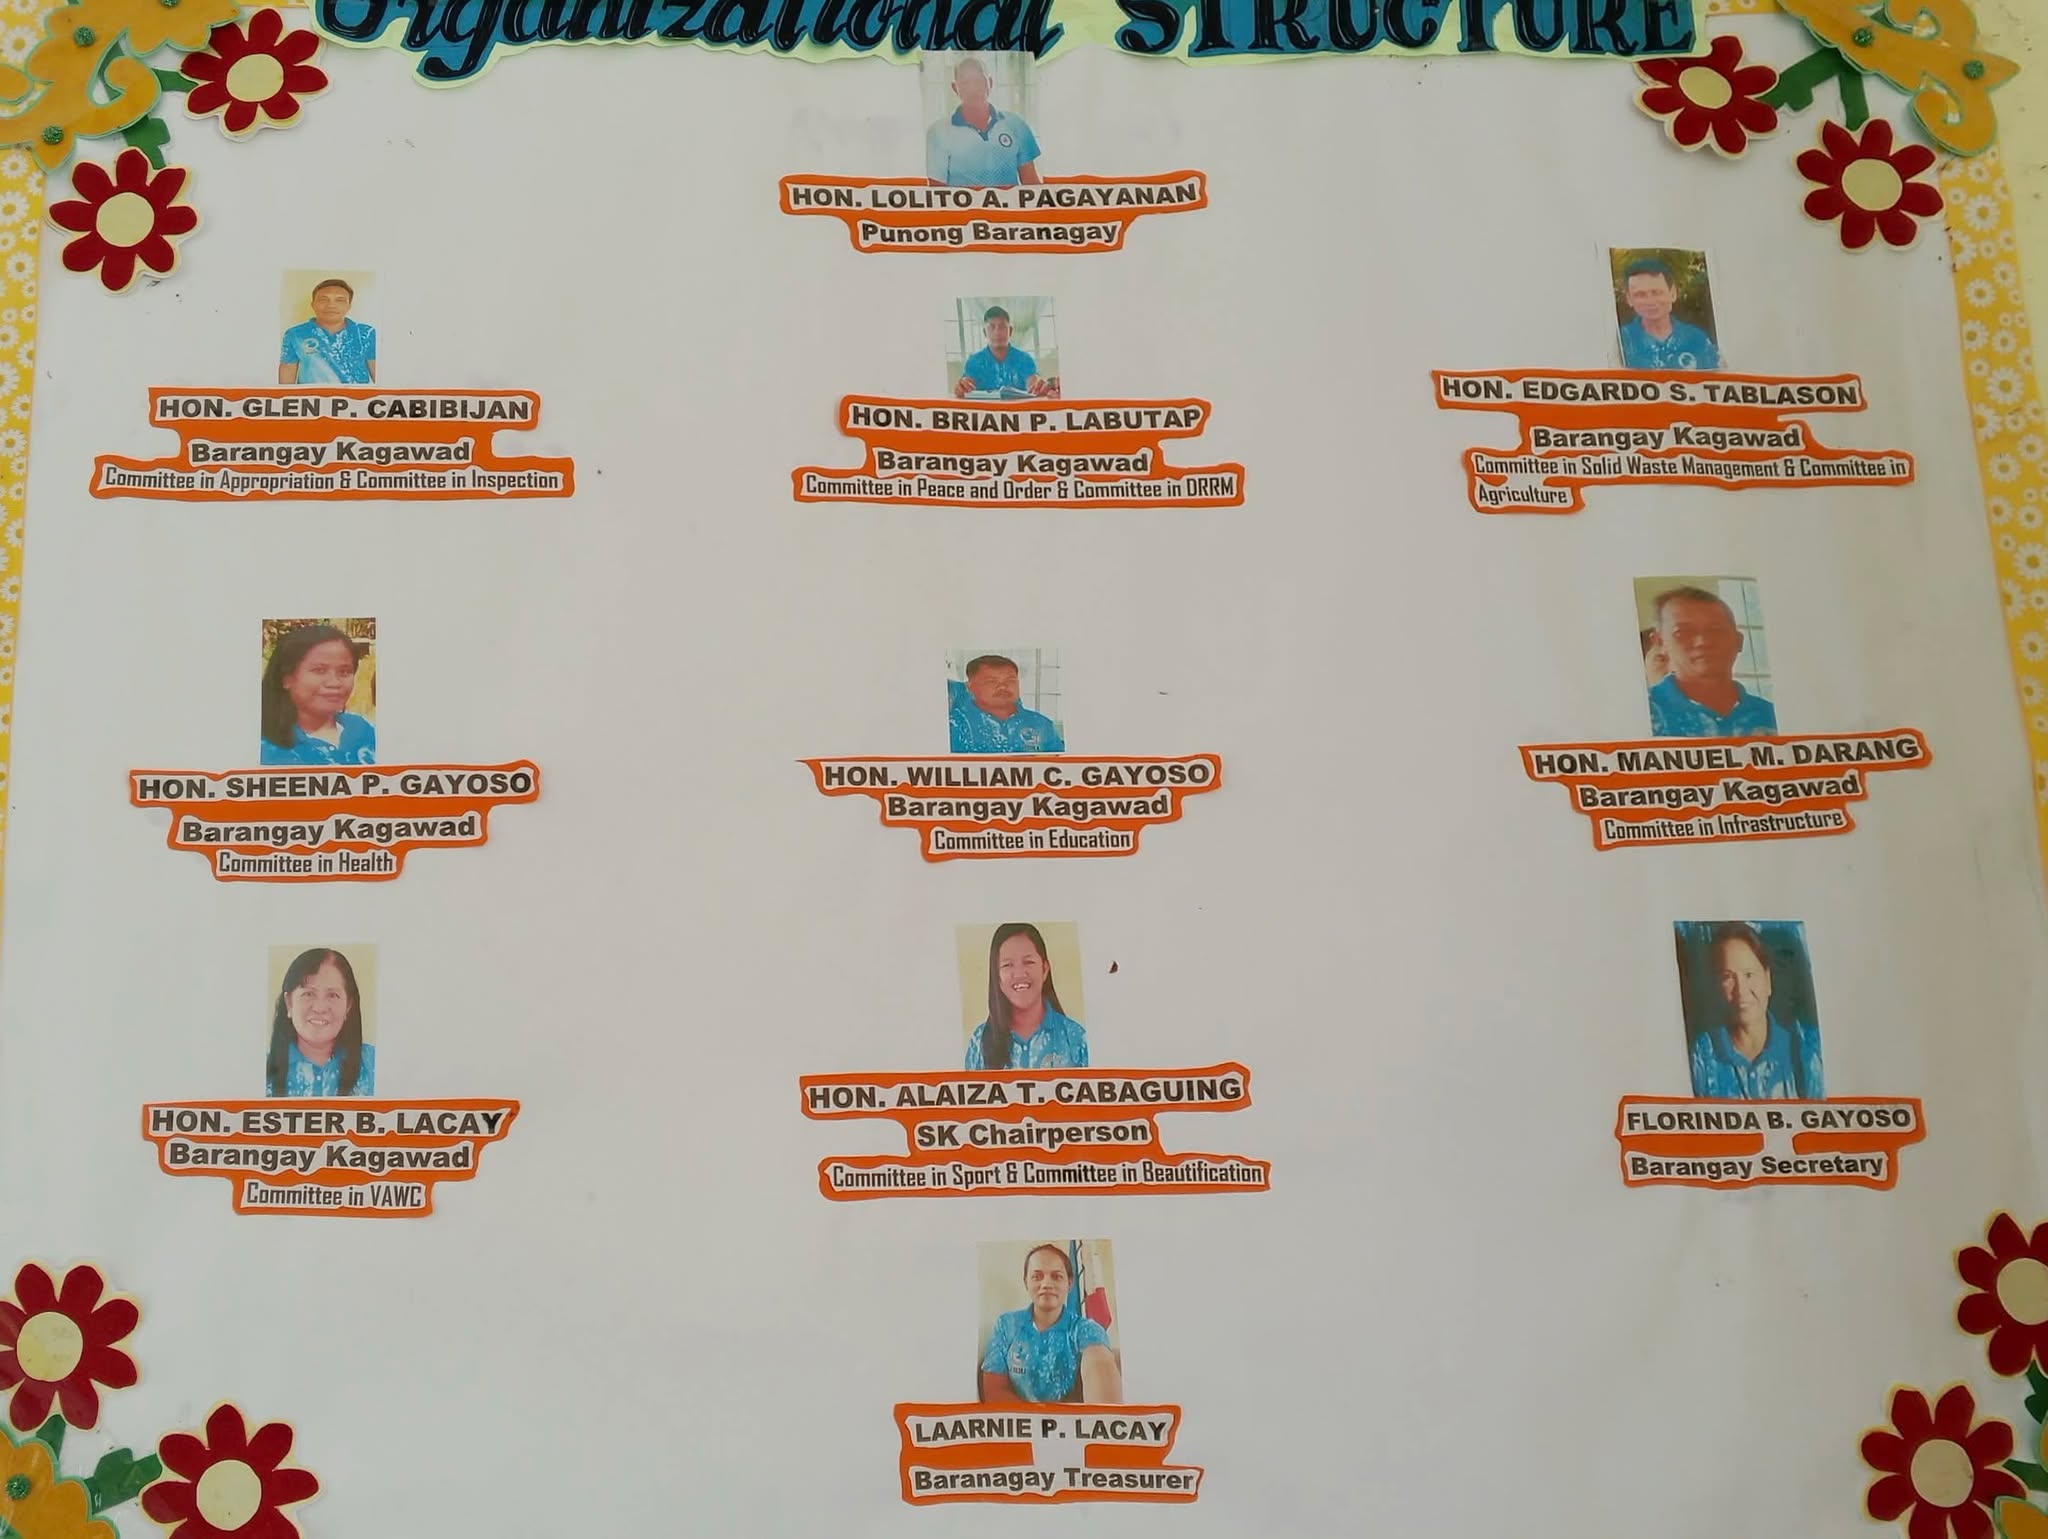 Organizational STRUCTURE
HON. LOLITO A. PAGAYANAN
Punong Baranagay
HON. GLEN P. CABIBIJAN
Barangay Kagawad
Committee in Appropriation & Committee in Inspection
HON. BRIAN P. LABUTAP
Barangay Kagawad
Committee in Peace and Order & Committee in DRRM
HON. EDGARDO S. TABLASON
Barangay Kagawad
Committee in Solid Waste Management & Committee in
Agriculture
HON. SHEENA P. GAYOSO
Barangay Kagawad
Committee in Health
HON. WILLIAM C. GAYOSO
Barangay Kagawad
Committee in Education
HON. MANUEL M. DARANG
Barangay Kagawad
Committee in Infrastructure
HON. ESTER B. LACAY
Barangay Kagawad
Committee in VAWC
HON. ALAIZA T. CABAGUING
SK Chairperson
Committee in Sport & Committee in Beautification
FLORINDA B. GAYOSO
Barangay Secretary
LAARNIE P. LACAY
Baranagay Treasurer